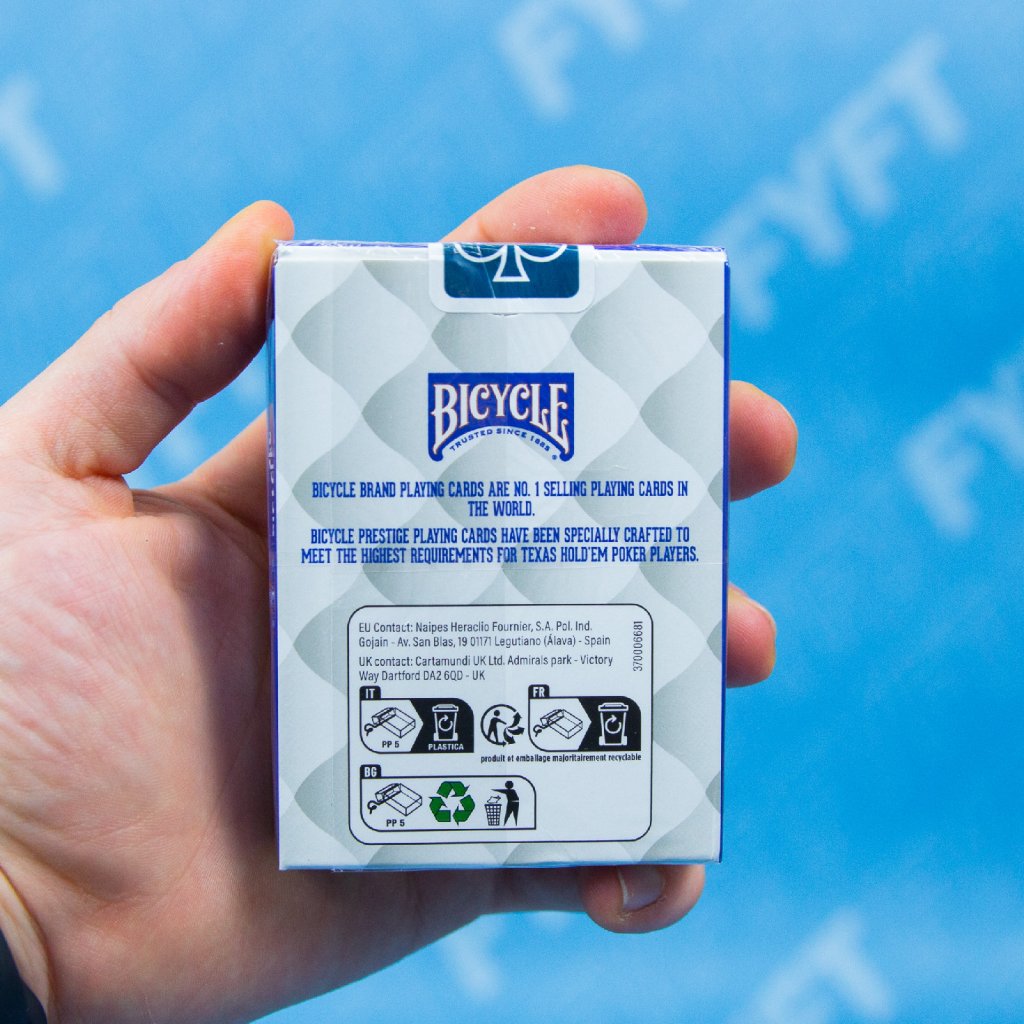 FYFT
FYFT
BICYCLE
TRUSTED SINCE 1885
®
BICYCLE BRAND PLAYING CARDS ARE NO. 1 SELLING PLAYING CARDS IN
THE WORLD.
BICYCLE PRESTIGE PLAYING CARDS HAVE BEEN SPECIALLY CRAFTED TO
MEET THE HIGHEST REQUIREMENTS FOR TEXAS HOLD'EM POKER PLAYERS.
EU Contact: Naipes Heraclio Fournier, S.A. Pol. Ind.
Gojain - Av. San Blas, 19 01171 Legutiano (Álava) - Spain
UK contact: Cartamundi UK Ltd. Admirals park - Victory
Way Dartford DA2 6QD - UK
370006681
IT
PP 5
PLASTICA
FR
produit et emballage majoritairement recyclable
BG
PP 5